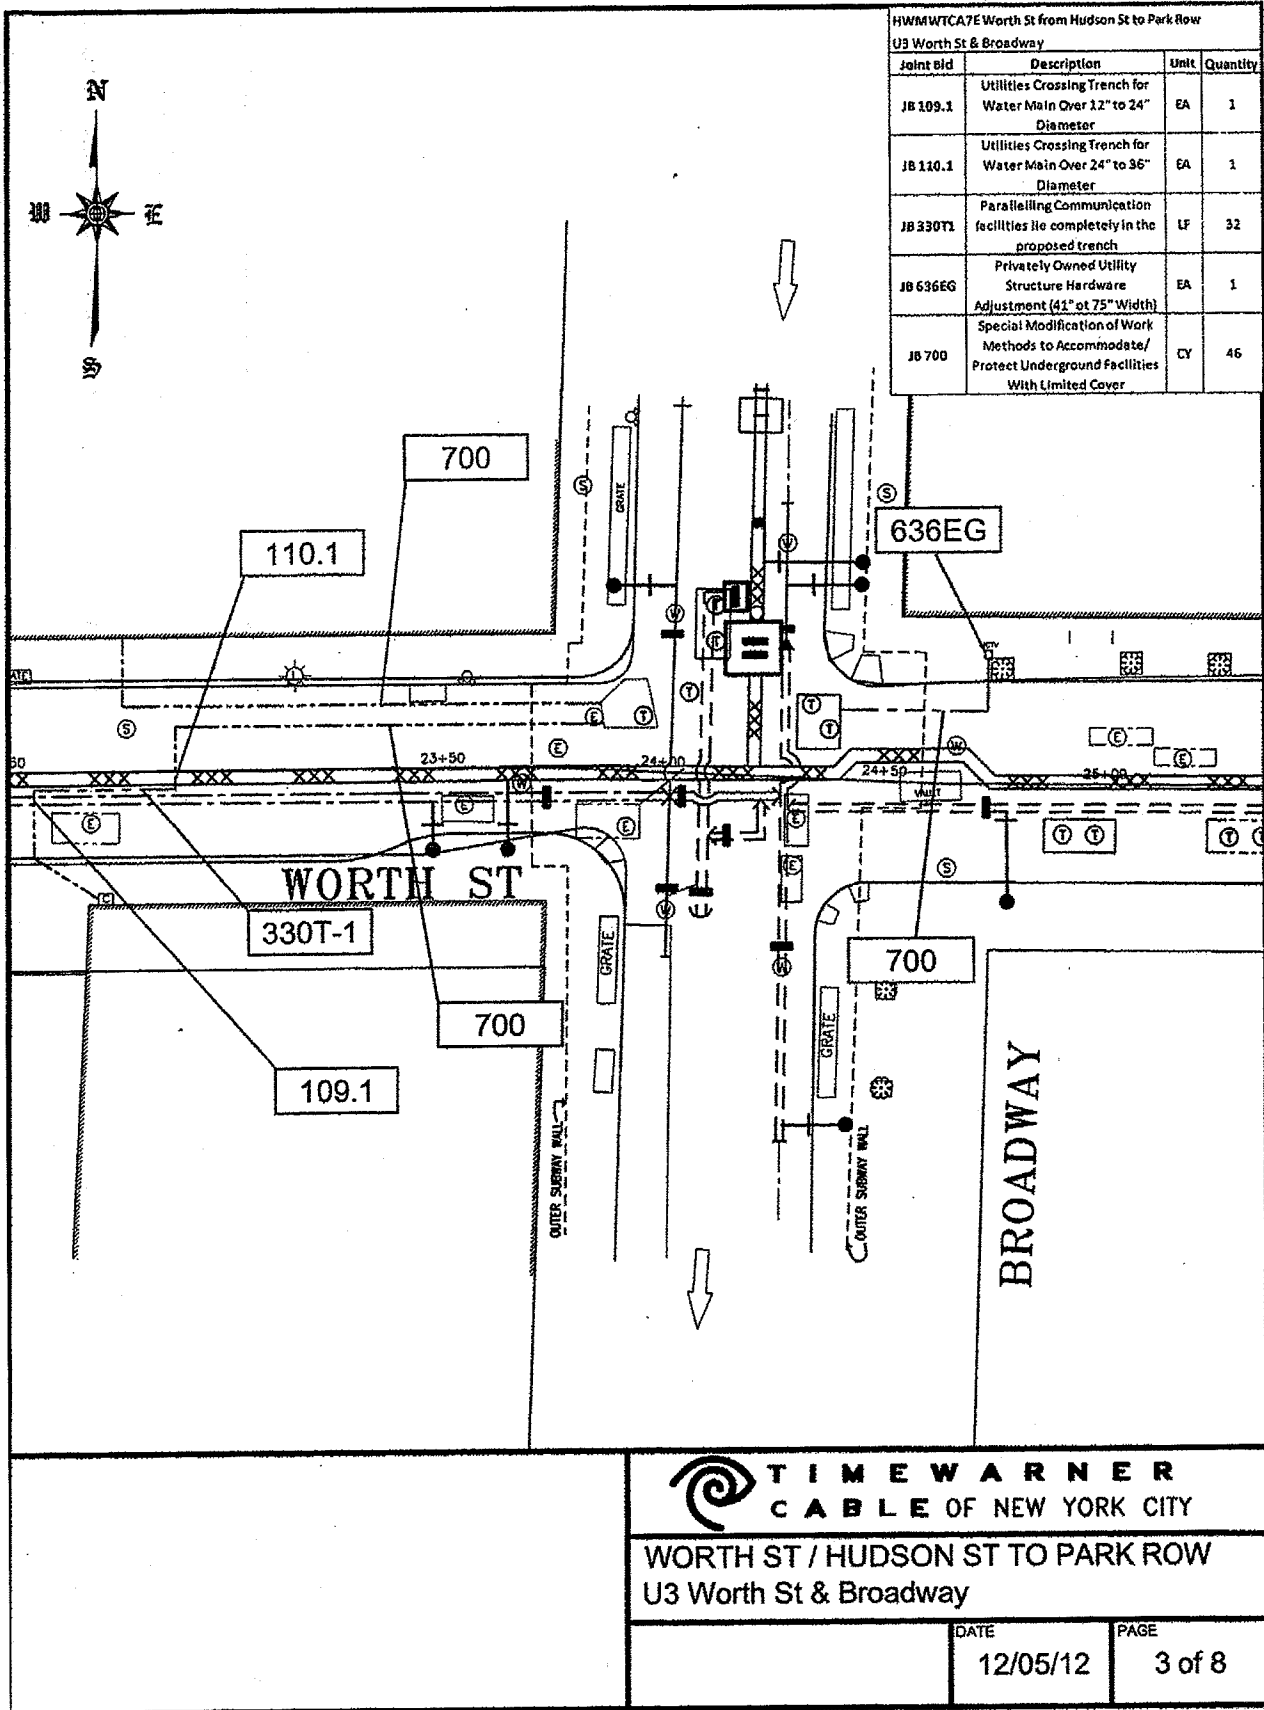 HWMWTCA7E Worth St from Hudson St to Park Row
U3 Worth St & Broadway
Joint Bid Description Unit Quantity
JB 109.1 Utilities Crossing Trench for Water Main Over 12" to 24" Diameter EA 1
JB 110.1 Utilities Crossing Trench for Water Main Over 24" to 36" Diameter EA 1
JB 330T1 Parallelling Communication facilities lie completely in the proposed trench LF 32
JB 636EG Privately Owned Utility Structure Hardware Adjustment (41" ot 75" Width) EA 1
JB 700 Special Modification of Work Methods to Accommodate/ Protect Underground Facilities With Limited Cover CY 46
N
W E
S
700
110.1
636EG
GRATE
S
S
W
W
T
T
T
E
T
T
T
S
E
W
23+50
24+00
24+50
25+00
W
E
E
E
E
E
E
E
VAULT
T T
T
S
WORTH ST
C
330T-1
W
GRATE
W
700
700
GRATE
109.1
OUTER SUBWAY WALL
OUTER SUBWAY WALL
BROADWAY
TIME WARNER
CABLE OF NEW YORK CITY
WORTH ST / HUDSON ST TO PARK ROW
U3 Worth St & Broadway
DATE
12/05/12
PAGE
3 of 8